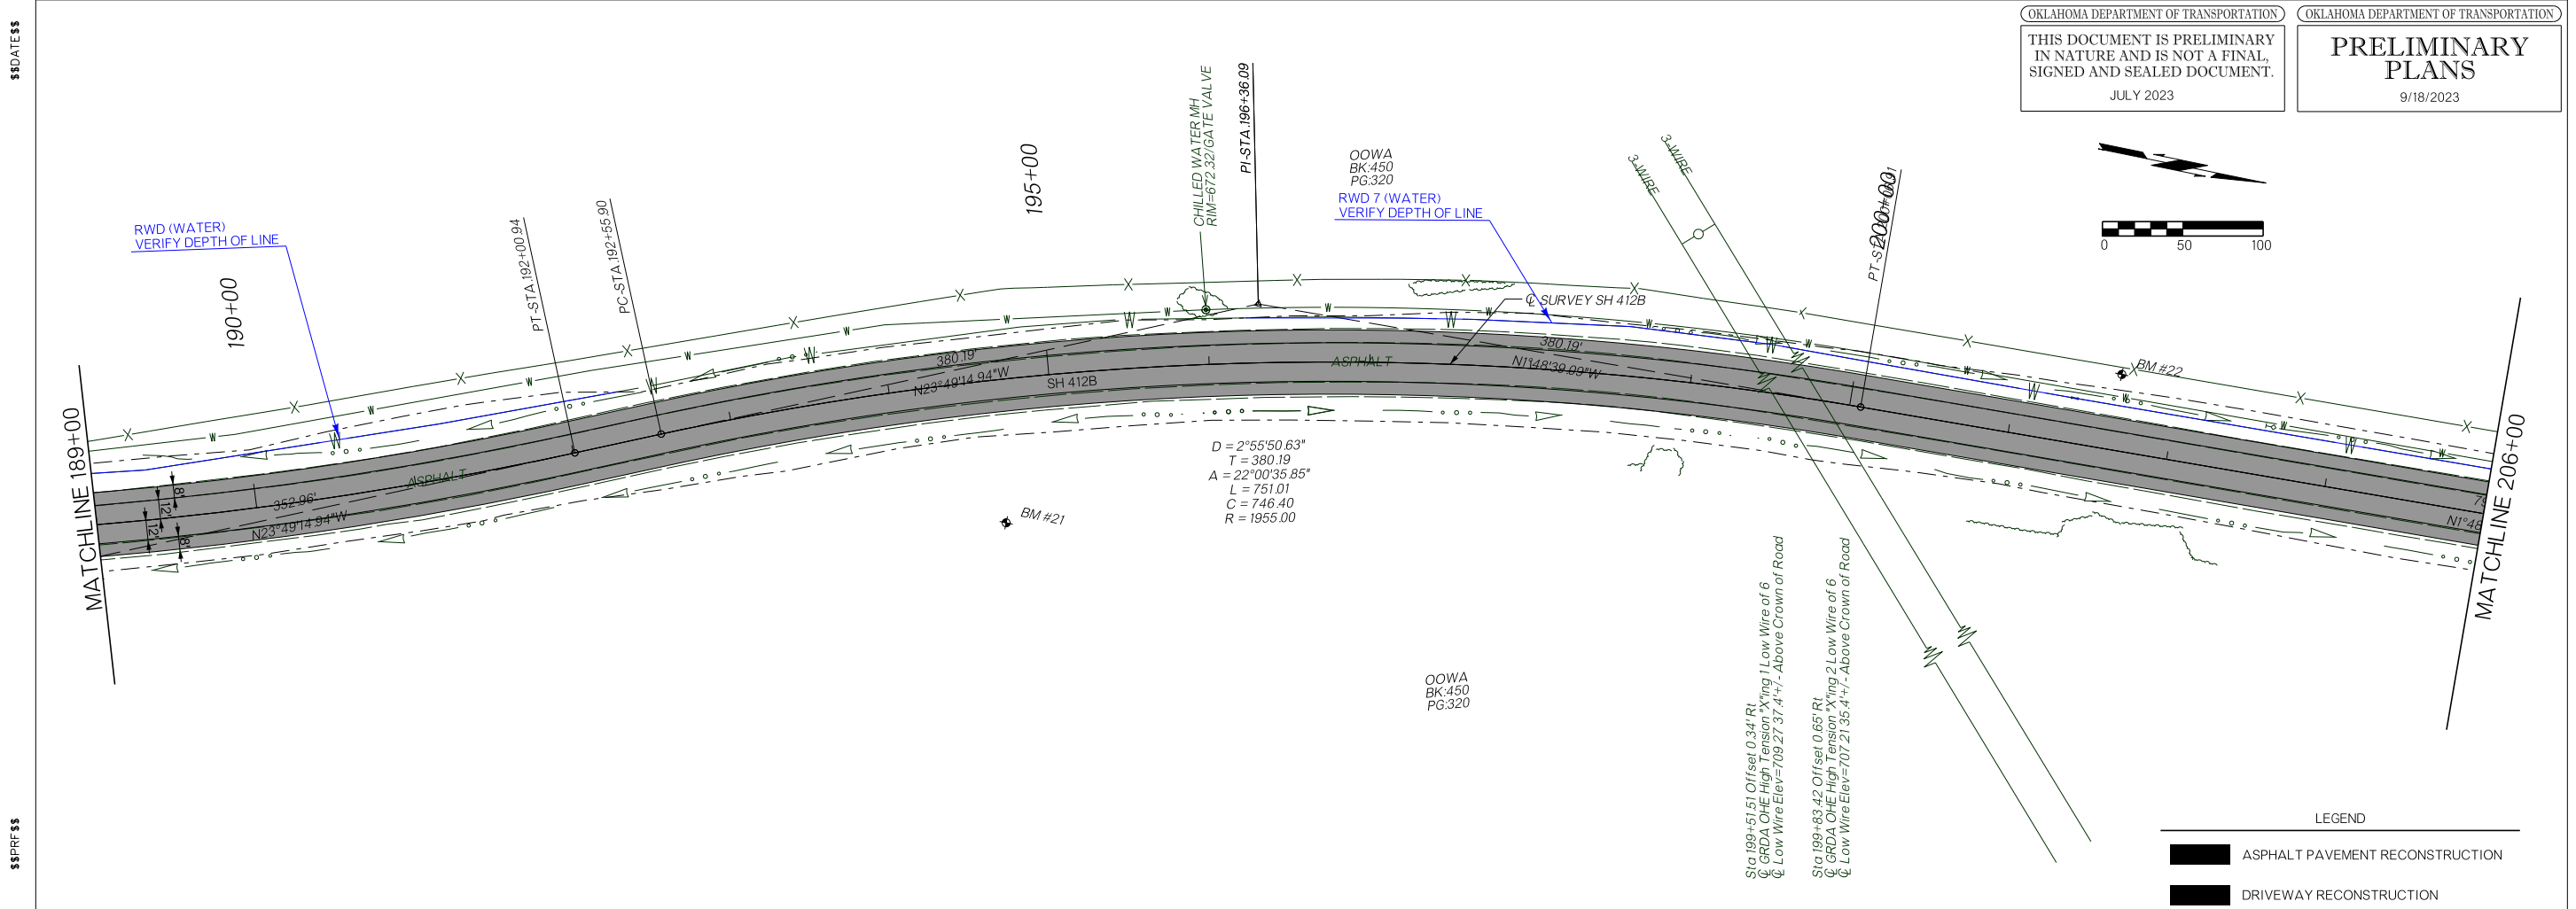 $$DATE$$
$$PRF$$
OKLAHOMA DEPARTMENT OF TRANSPORTATION
THIS DOCUMENT IS PRELIMINARY
IN NATURE AND IS NOT A FINAL,
SIGNED AND SEALED DOCUMENT.
JULY 2023
OKLAHOMA DEPARTMENT OF TRANSPORTATION
PRELIMINARY
PLANS
9/18/2023
0 50 100
RWD (WATER)
VERIFY DEPTH OF LINE
190+00
PT-STA.192+00.94
PC-STA.192+55.90
195+00
CHILLED WATER MH
RIM=672.32/GATE VALVE
PI-STA.196+36.09
OOWA
BK:450
PG:320
RWD 7 (WATER)
VERIFY DEPTH OF LINE
3-WIRE
3-WIRE
200+00
℄ SURVEY SH 412B
BM #22
MATCHLINE 189+00
8'
12'
12'
8'
352.96'
N23°49'14.94"W
ASPHALT
380.19'
N23°49'14.94"W
SH 412B
ASPHALT
380.19'
N1°48'39.09"W
N1°48
MATCHLINE 206+00
D = 2°55'50.63"
T = 380.19
A = 22°00'35.85"
L = 751.01
C = 746.40
R = 1955.00
BM #21
OOWA
BK:450
PG:320
Sta 199+51.51 Offset 0.34' Rt
℄ GRDA OHE High Tension "X"ing 1 Low Wire of 6
℄ Low Wire Elev=709.27 37.4'+/- Above Crown of Road
Sta 199+83.42 Offset 0.65' Rt
℄ GRDA OHE High Tension "X"ing 2 Low Wire of 6
℄ Low Wire Elev=707.21 35.4'+/- Above Crown of Road
LEGEND
ASPHALT PAVEMENT RECONSTRUCTION
DRIVEWAY RECONSTRUCTION